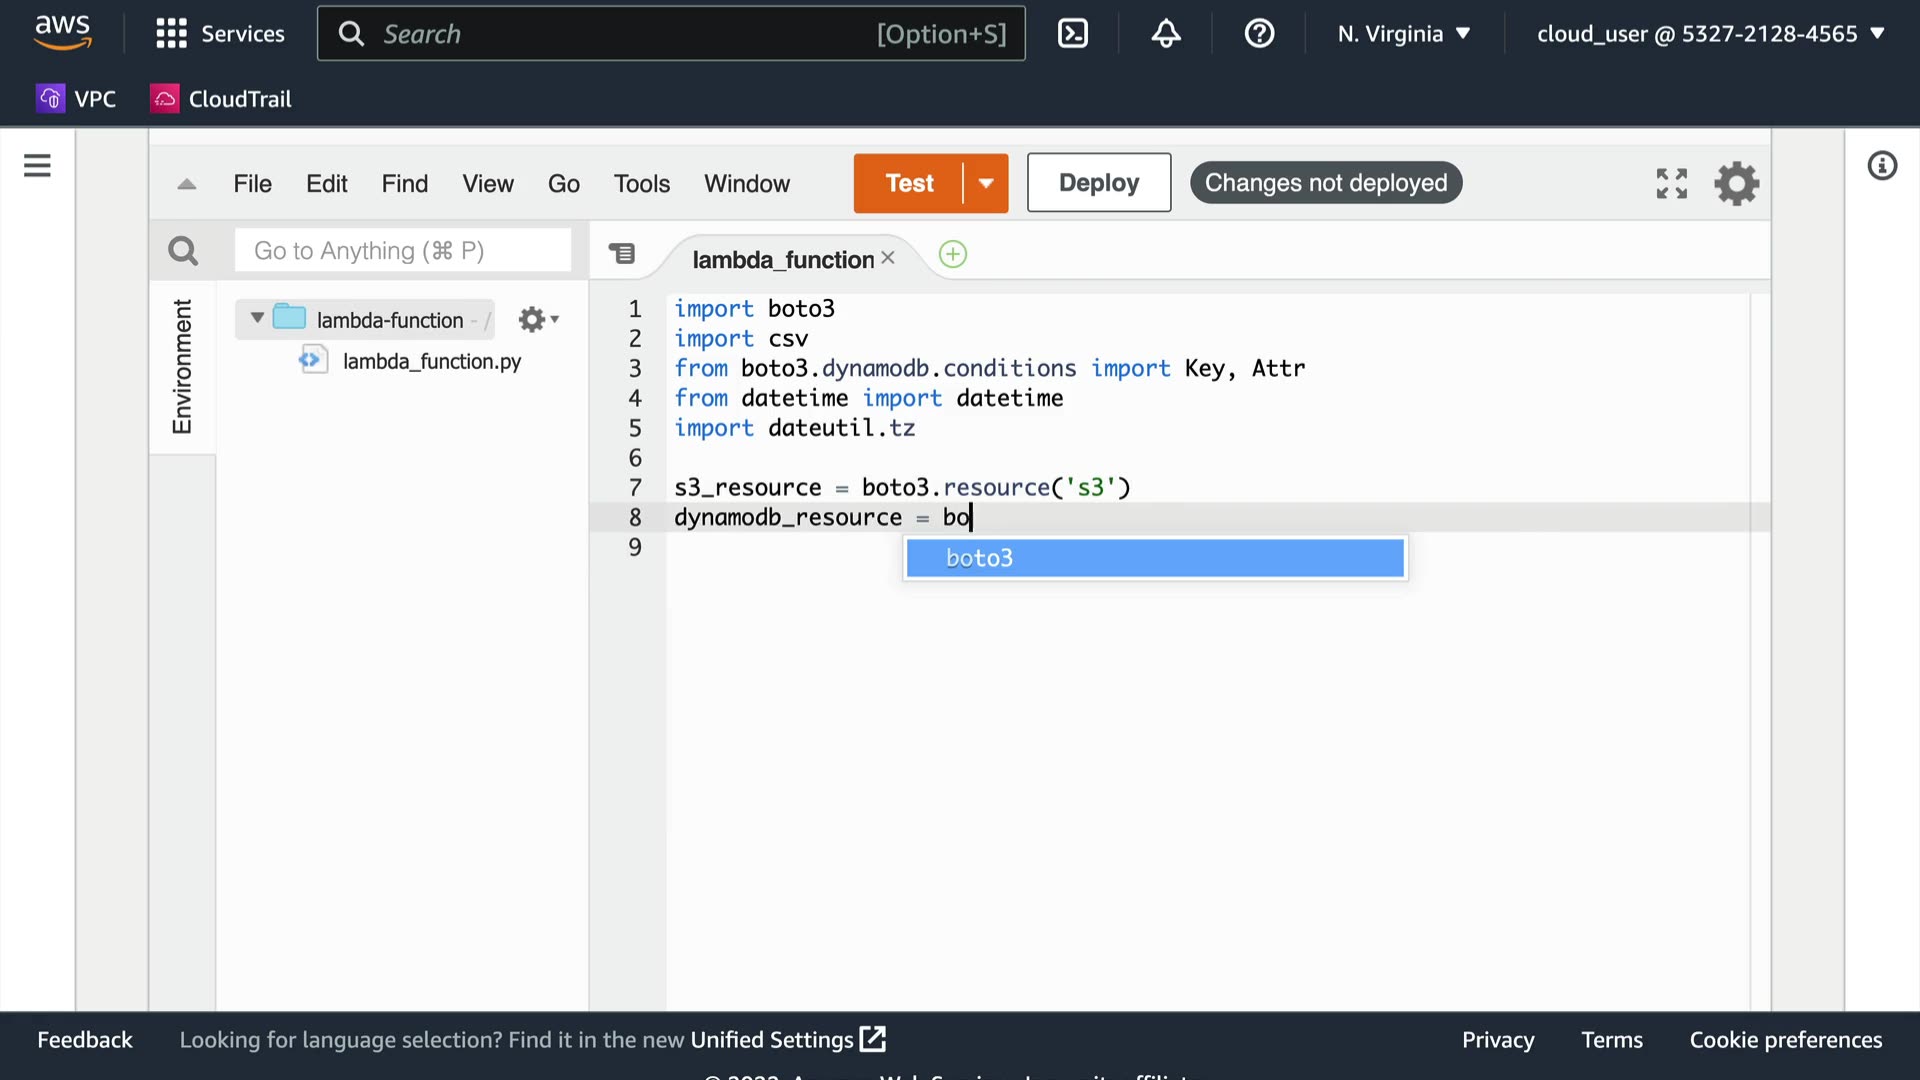 aws
Services
Search
[Option+S]
N. Virginia
cloud_user @ 5327-2128-4565
VPC
CloudTrail
File Edit Find View Go Tools Window
Test
Deploy
Changes not deployed
Go to Anything (⌘ P)
lambda_function
Environment
lambda-function - /
lambda_function.py
1 import boto3
2 import csv
3 from boto3.dynamodb.conditions import Key, Attr
4 from datetime import datetime
5 import dateutil.tz
6
7 s3_resource = boto3.resource('s3')
8 dynamodb_resource = bo
9
boto3
Feedback
Looking for language selection? Find it in the new Unified Settings
Privacy
Terms
Cookie preferences